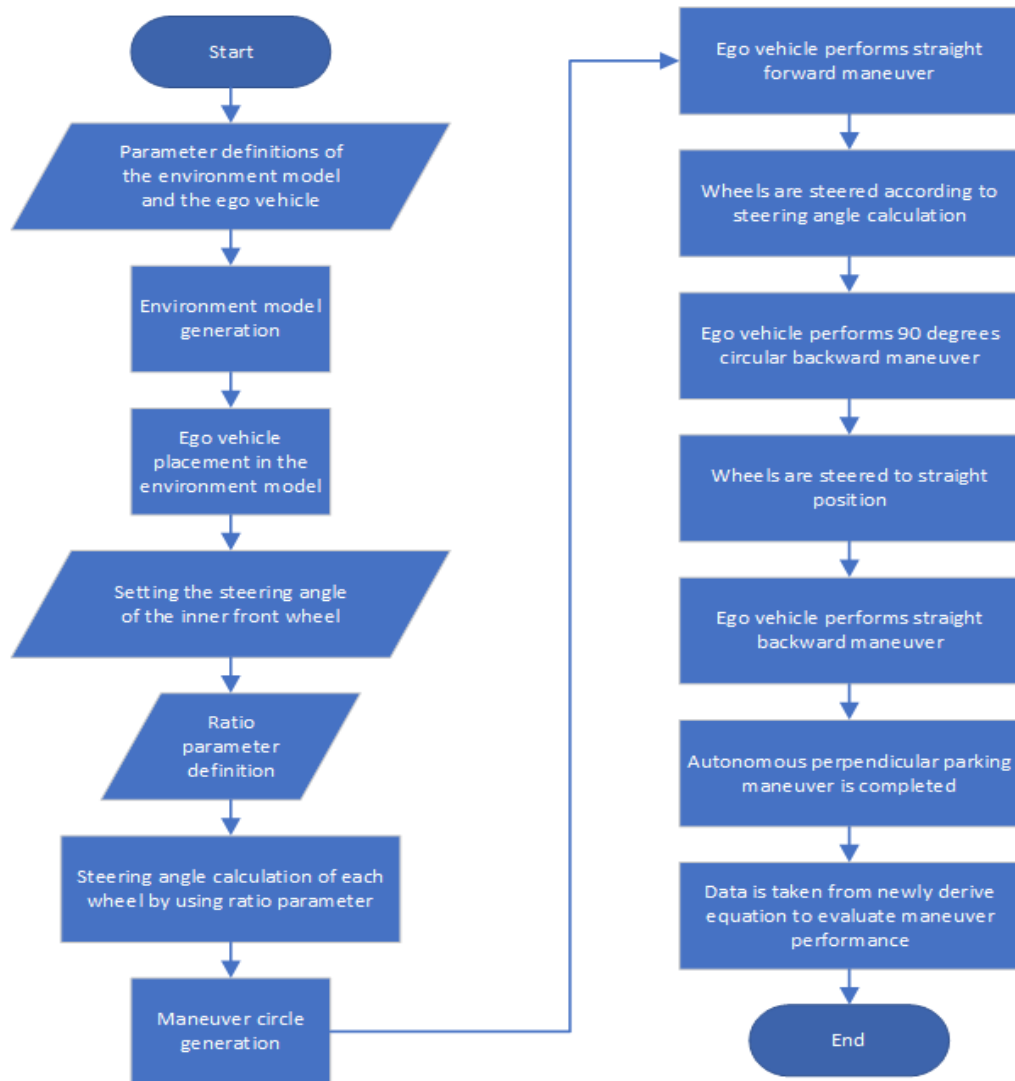 Start
Parameter definitions of
the environment model
and the ego vehicle
Environment model
generation
Ego vehicle
placement in the
environment model
Setting the steering angle
of the inner front wheel
Ratio
parameter
definition
Steering angle calculation of each
wheel by using ratio parameter
Maneuver circle
generation
Ego vehicle performs straight
forward maneuver
Wheels are steered according to
steering angle calculation
Ego vehicle performs 90 degrees
circular backward maneuver
Wheels are steered to straight
position
Ego vehicle performs straight
backward maneuver
Autonomous perpendicular parking
maneuver is completed
Data is taken from newly derive
equation to evaluate maneuver
performance
End